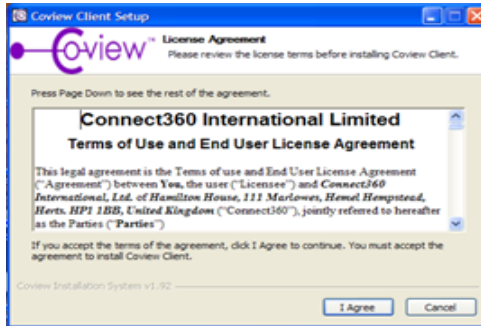 Coview Client Setup
Coview™
License Agreement
Please review the license terms before installing Coview Client.
Press Page Down to see the rest of the agreement.
Connect360 International Limited
Terms of Use and End User License Agreement
This legal agreement is the Terms of use and End User License Agreement
("Agreement") between You, the user ("Licensee") and Connect360
International, Ltd. of Hamilton House, 111 Marlowes, Hemel Hempstead,
Herts. HP1 1BB, United Kingdom ("Connect360"), jointly referred to hereafter
as the Parties ("Parties")
If you accept the terms of the agreement, click I Agree to continue. You must accept the
agreement to install Coview Client.
Coview Installation System v1.92
I Agree
Cancel